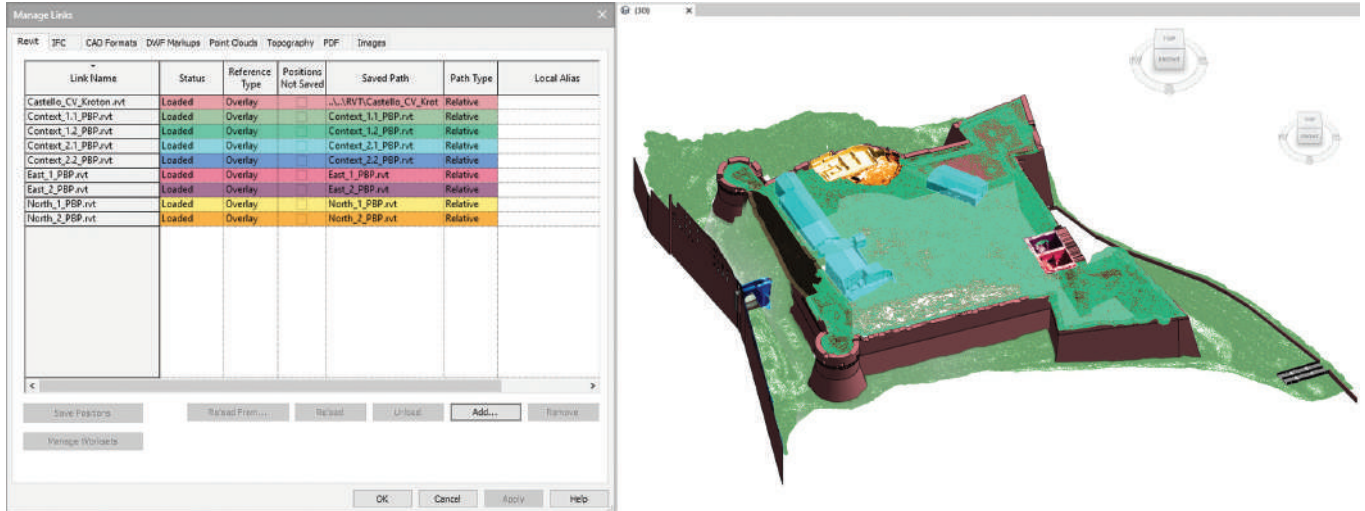 Manage Links
Revit IFC CAD Formats DWF Markups Point Clouds Topography PDF Images
Link Name Status Reference Type Positions Not Saved Saved Path Path Type Local Alias
Castello_CV_Kroton.rvt Loaded Overlay ..\..\RVT\Castello_CV_Krot Relative
Context_1.1_PBP.rvt Loaded Overlay Context_1.1_PBP.rvt Relative
Context_1.2_PBP.rvt Loaded Overlay Context_1.2_PBP.rvt Relative
Context_2.1_PBP.rvt Loaded Overlay Context_2.1_PBP.rvt Relative
Context_2.2_PBP.rvt Loaded Overlay Context_2.2_PBP.rvt Relative
East_1_PBP.rvt Loaded Overlay East_1_PBP.rvt Relative
East_2_PBP.rvt Loaded Overlay East_2_PBP.rvt Relative
North_1_PBP.rvt Loaded Overlay North_1_PBP.rvt Relative
North_2_PBP.rvt Loaded Overlay North_2_PBP.rvt Relative
Save Positions Reload From... Reload Unload Add... Remove
Manage Worksets
OK Cancel Apply Help
{3D}
TOP
FRONT
TOP
FRONT